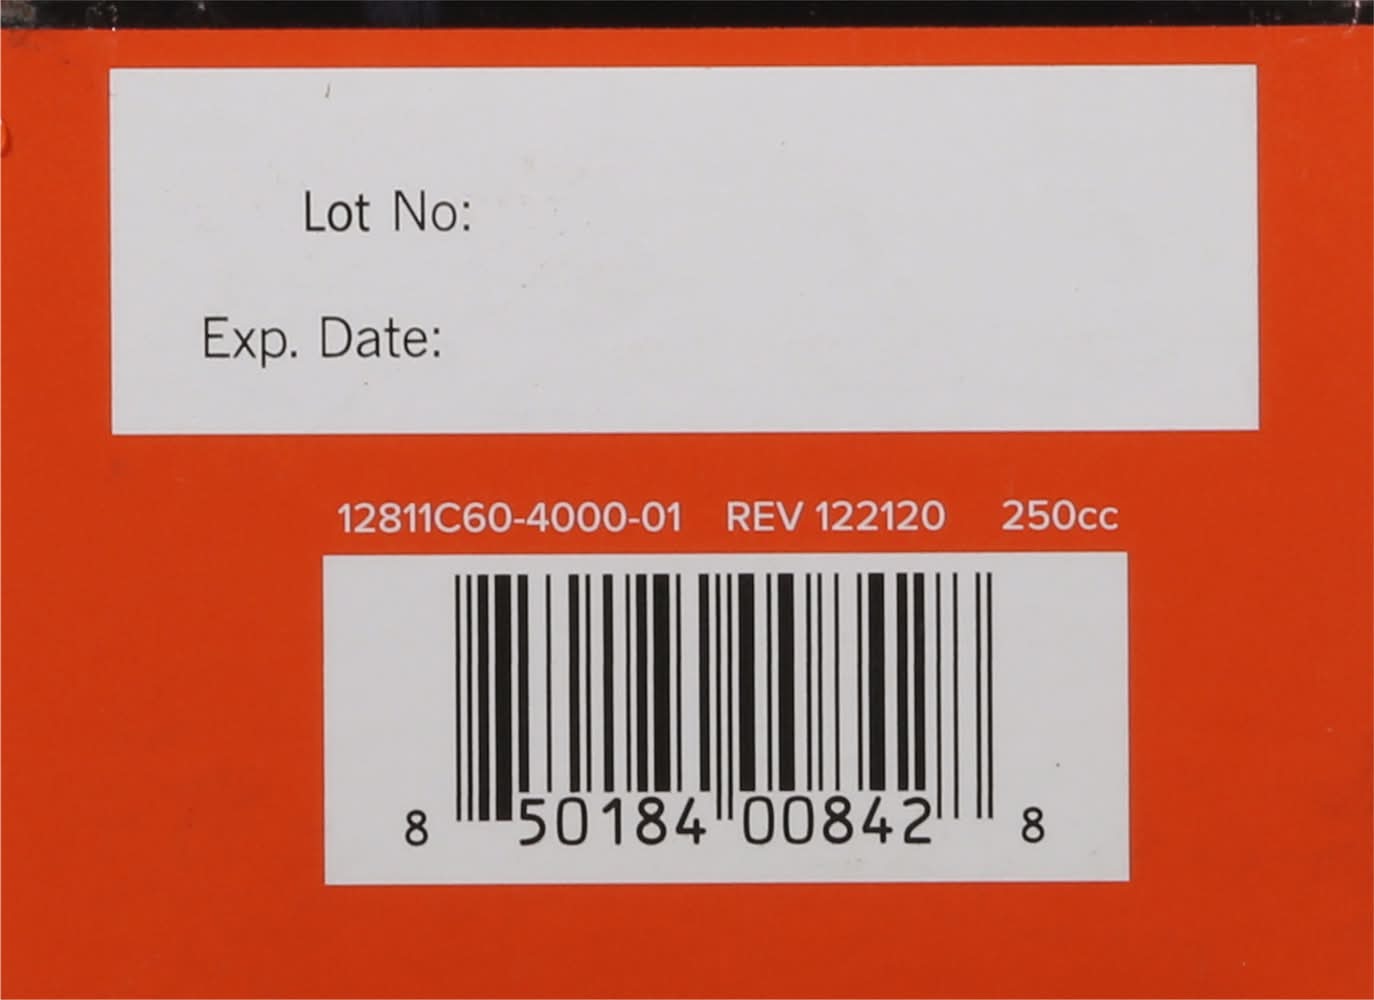 Lot No:
Exp. Date:
12811C60-4000-01 REV 122120 250cc
8 50184 00842 8